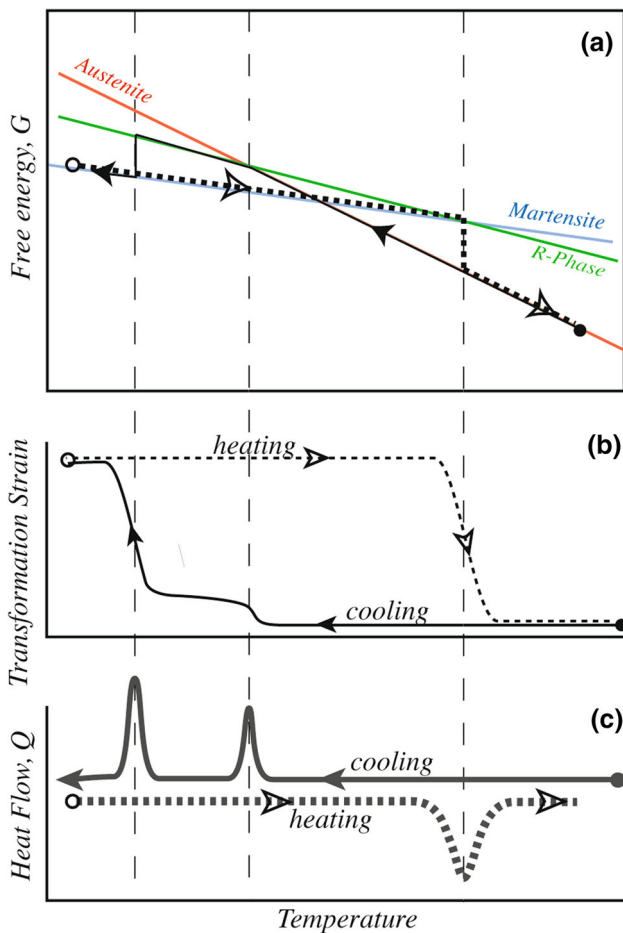 (a)
Austenite
Free energy, G
Martensite
R-Phase
(b)
heating
Transformation Strain
cooling
(c)
cooling
heating
Heat Flow, Q
Temperature